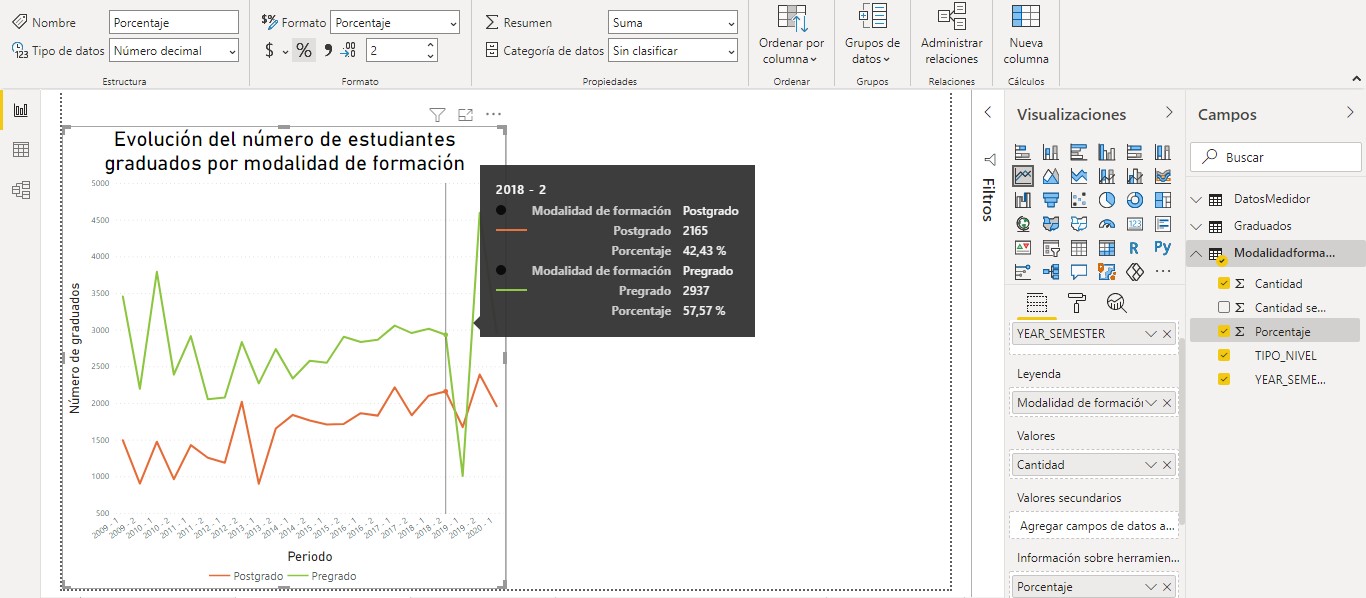 Nombre
Porcentaje
Formato
Porcentaje
Resumen
Suma
Tipo de datos
Número decimal
$ % 9 2
Categoría de datos
Sin clasificar
Ordenar por
columna
Grupos de
datos
Administrar
relaciones
Nueva
columna
Estructura
Formato
Propiedades
Ordenar
Grupos
Relaciones
Cálculos
Evolución del número de estudiantes
graduados por modalidad de formación
Número de graduados
5000
4500
4000
3500
3000
2500
2000
1500
1000
500
2009 - 1
2009 - 2
2010 - 1
2010 - 2
2011 - 1
2011 - 2
2012 - 1
2012 - 2
2013 - 1
2013 - 2
2014 - 1
2014 - 2
2015 - 1
2015 - 2
2016 - 1
2016 - 2
2017 - 1
2017 - 2
2018 - 1
2018 - 2
2019 - 1
2019 - 2
2020 - 1
Periodo
Postgrado
Pregrado
2018 - 2
Modalidad de formación Postgrado
Postgrado 2165
Porcentaje 42,43 %
Modalidad de formación Pregrado
Pregrado 2937
Porcentaje 57,57 %
Filtros
Visualizaciones
123
R
Py
YEAR_SEMESTER
Leyenda
Modalidad de formación
Valores
Cantidad
Valores secundarios
Agregar campos de datos a...
Información sobre herramien...
Porcentaje
Campos
Buscar
DatosMedidor
Graduados
Modalidadforma...
Σ Cantidad
Σ Cantidad se...
Σ Porcentaje
TIPO_NIVEL
YEAR_SEME...